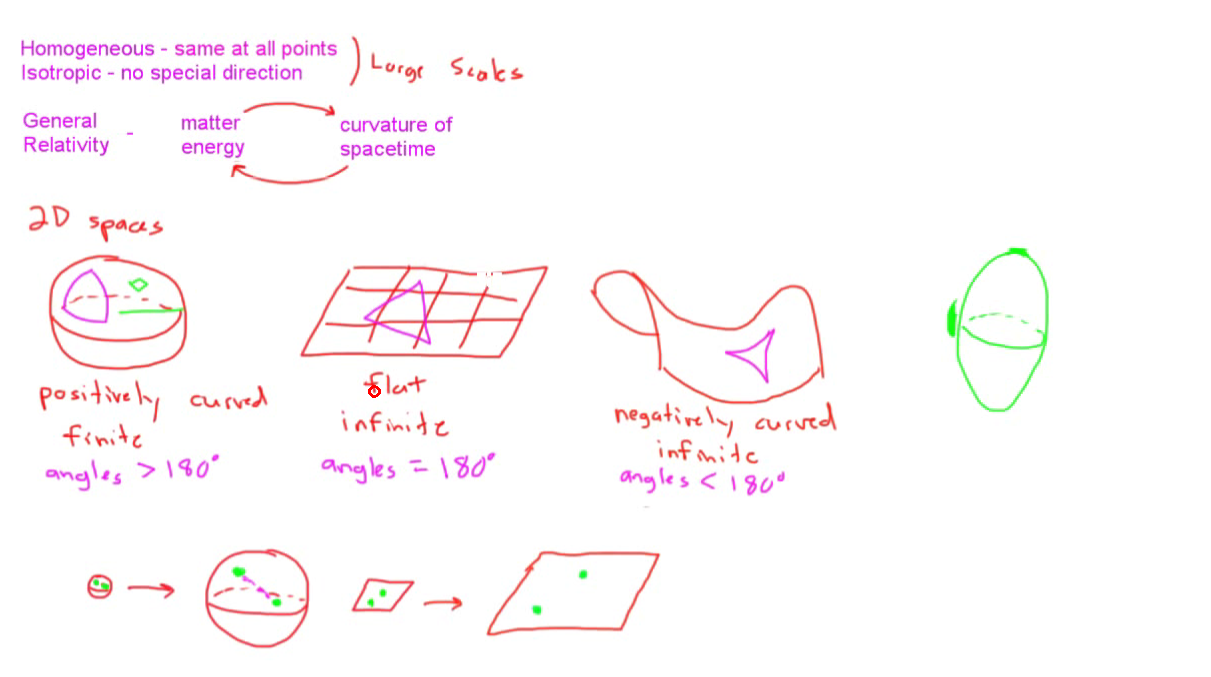 Homogeneous - same at all points
Isotropic - no special direction
Large Scales
General Relativity -
matter energy
curvature of spacetime
2D spaces
positively curved
finite
angles > 180°
flat
infinite
angles = 180°
negatively curved
infinite
angles < 180°